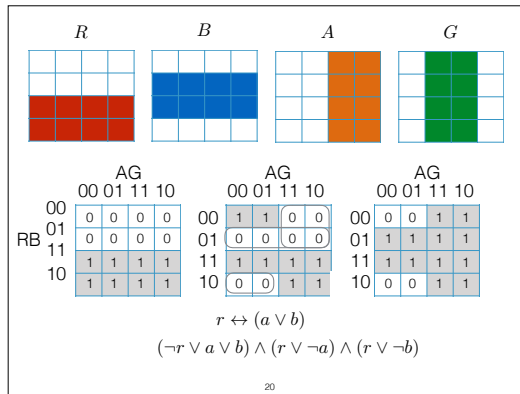 R B A G
AG AG AG
00 01 11 10 00 01 11 10 00 01 11 10
00 0 0 0 0 00 1 1 0 0 00 0 0 1 1
01 0 0 0 0 01 0 0 0 0 01 1 1 1 1
RB
11 1 1 1 1 11 1 1 1 1 11 1 1 1 1
10 1 1 1 1 10 0 0 1 1 10 0 0 1 1
r ↔ (a ∨ b)
(¬r ∨ a ∨ b) ∧ (r ∨ ¬a) ∧ (r ∨ ¬b)
20